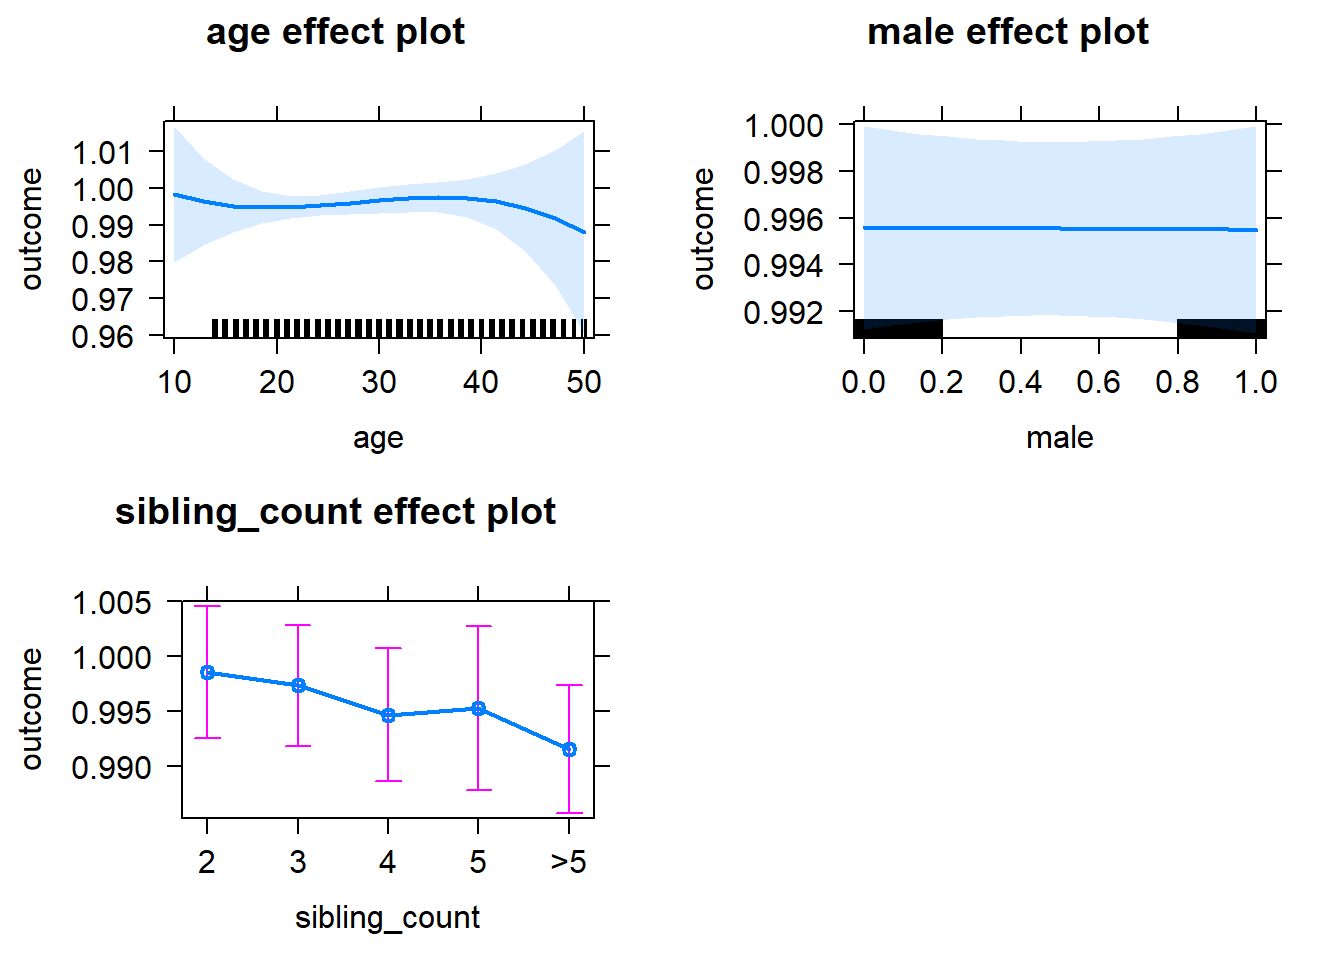 age effect plot
outcome
1.01
1.00
0.99
0.98
0.97
0.96
10 20 30 40 50
age
male effect plot
outcome
1.000
0.998
0.996
0.994
0.992
0.0 0.2 0.4 0.6 0.8 1.0
male
sibling_count effect plot
outcome
1.005
1.000
0.995
0.990
2 3 4 5 >5
sibling_count